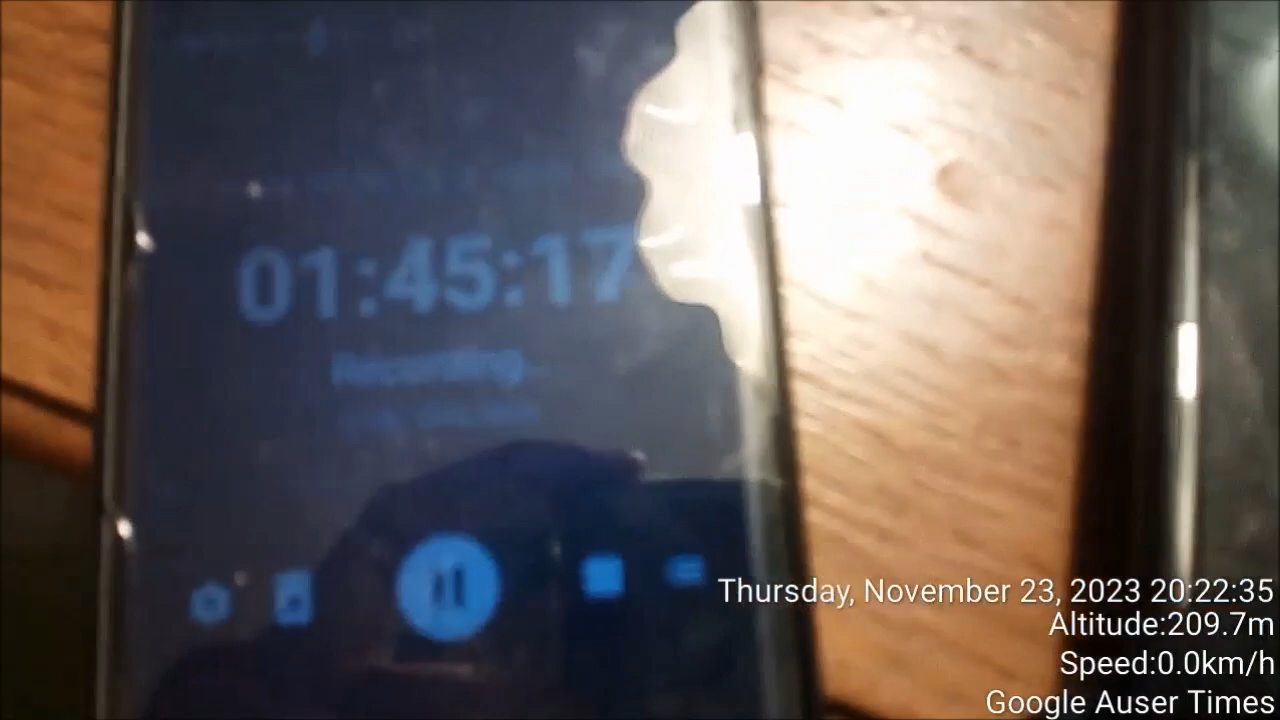 01:45:17
Recording...
Thursday, November 23, 2023 20:22:35
Altitude:209.7m
Speed:0.0km/h
Google Auser Times